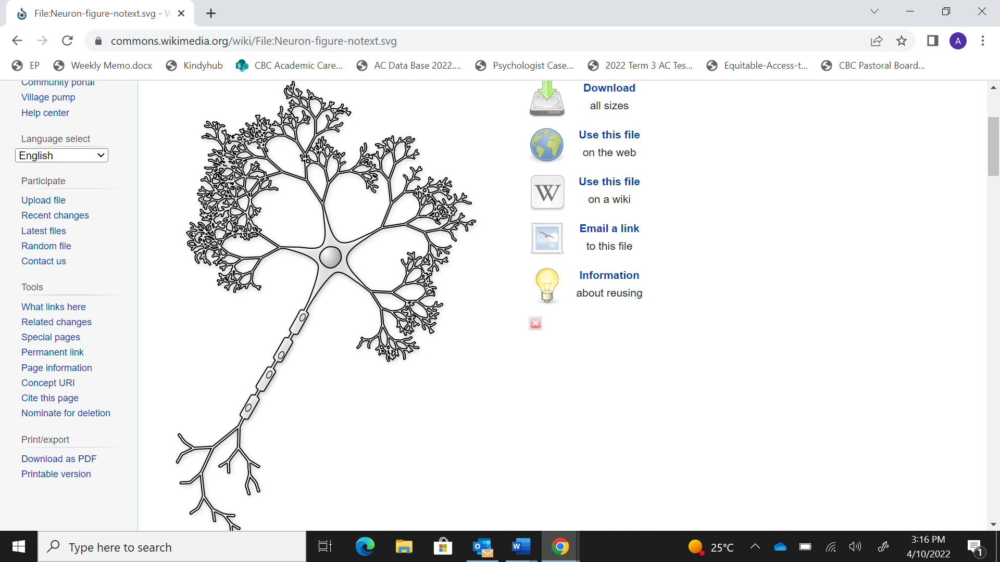 File:Neuron-figure-notext.svg - W
commons.wikimedia.org/wiki/File:Neuron-figure-notext.svg
A
EP
Weekly Memo.docx
Kindyhub
CBC Academic Care...
AC Data Base 2022....
Psychologist Case...
2022 Term 3 AC Tes...
Equitable-Access-t...
CBC Pastoral Board...
Community portal
Village pump
Help center
Language select
English
Participate
Upload file
Recent changes
Latest files
Random file
Contact us
Tools
What links here
Related changes
Special pages
Permanent link
Page information
Concept URI
Cite this page
Nominate for deletion
Print/export
Download as PDF
Printable version
Download
all sizes
Use this file
on the web
W
Use this file
on a wiki
50-
Email a link
to this file
Information
about reusing
Type here to search
25°C
3:16 PM
4/10/2022
1